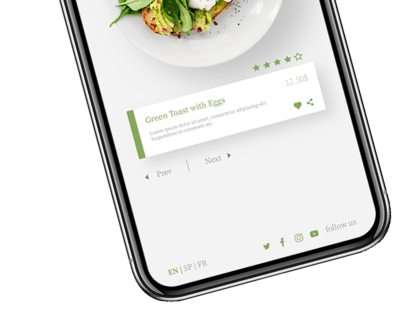 12.50$
Green Toast with Eggs
Lorem ipsum dolor sit amet, consectetur adipiscing elit.
Suspendisse in commodo mi.
Prev | Next
follow us
EN | SP | FR